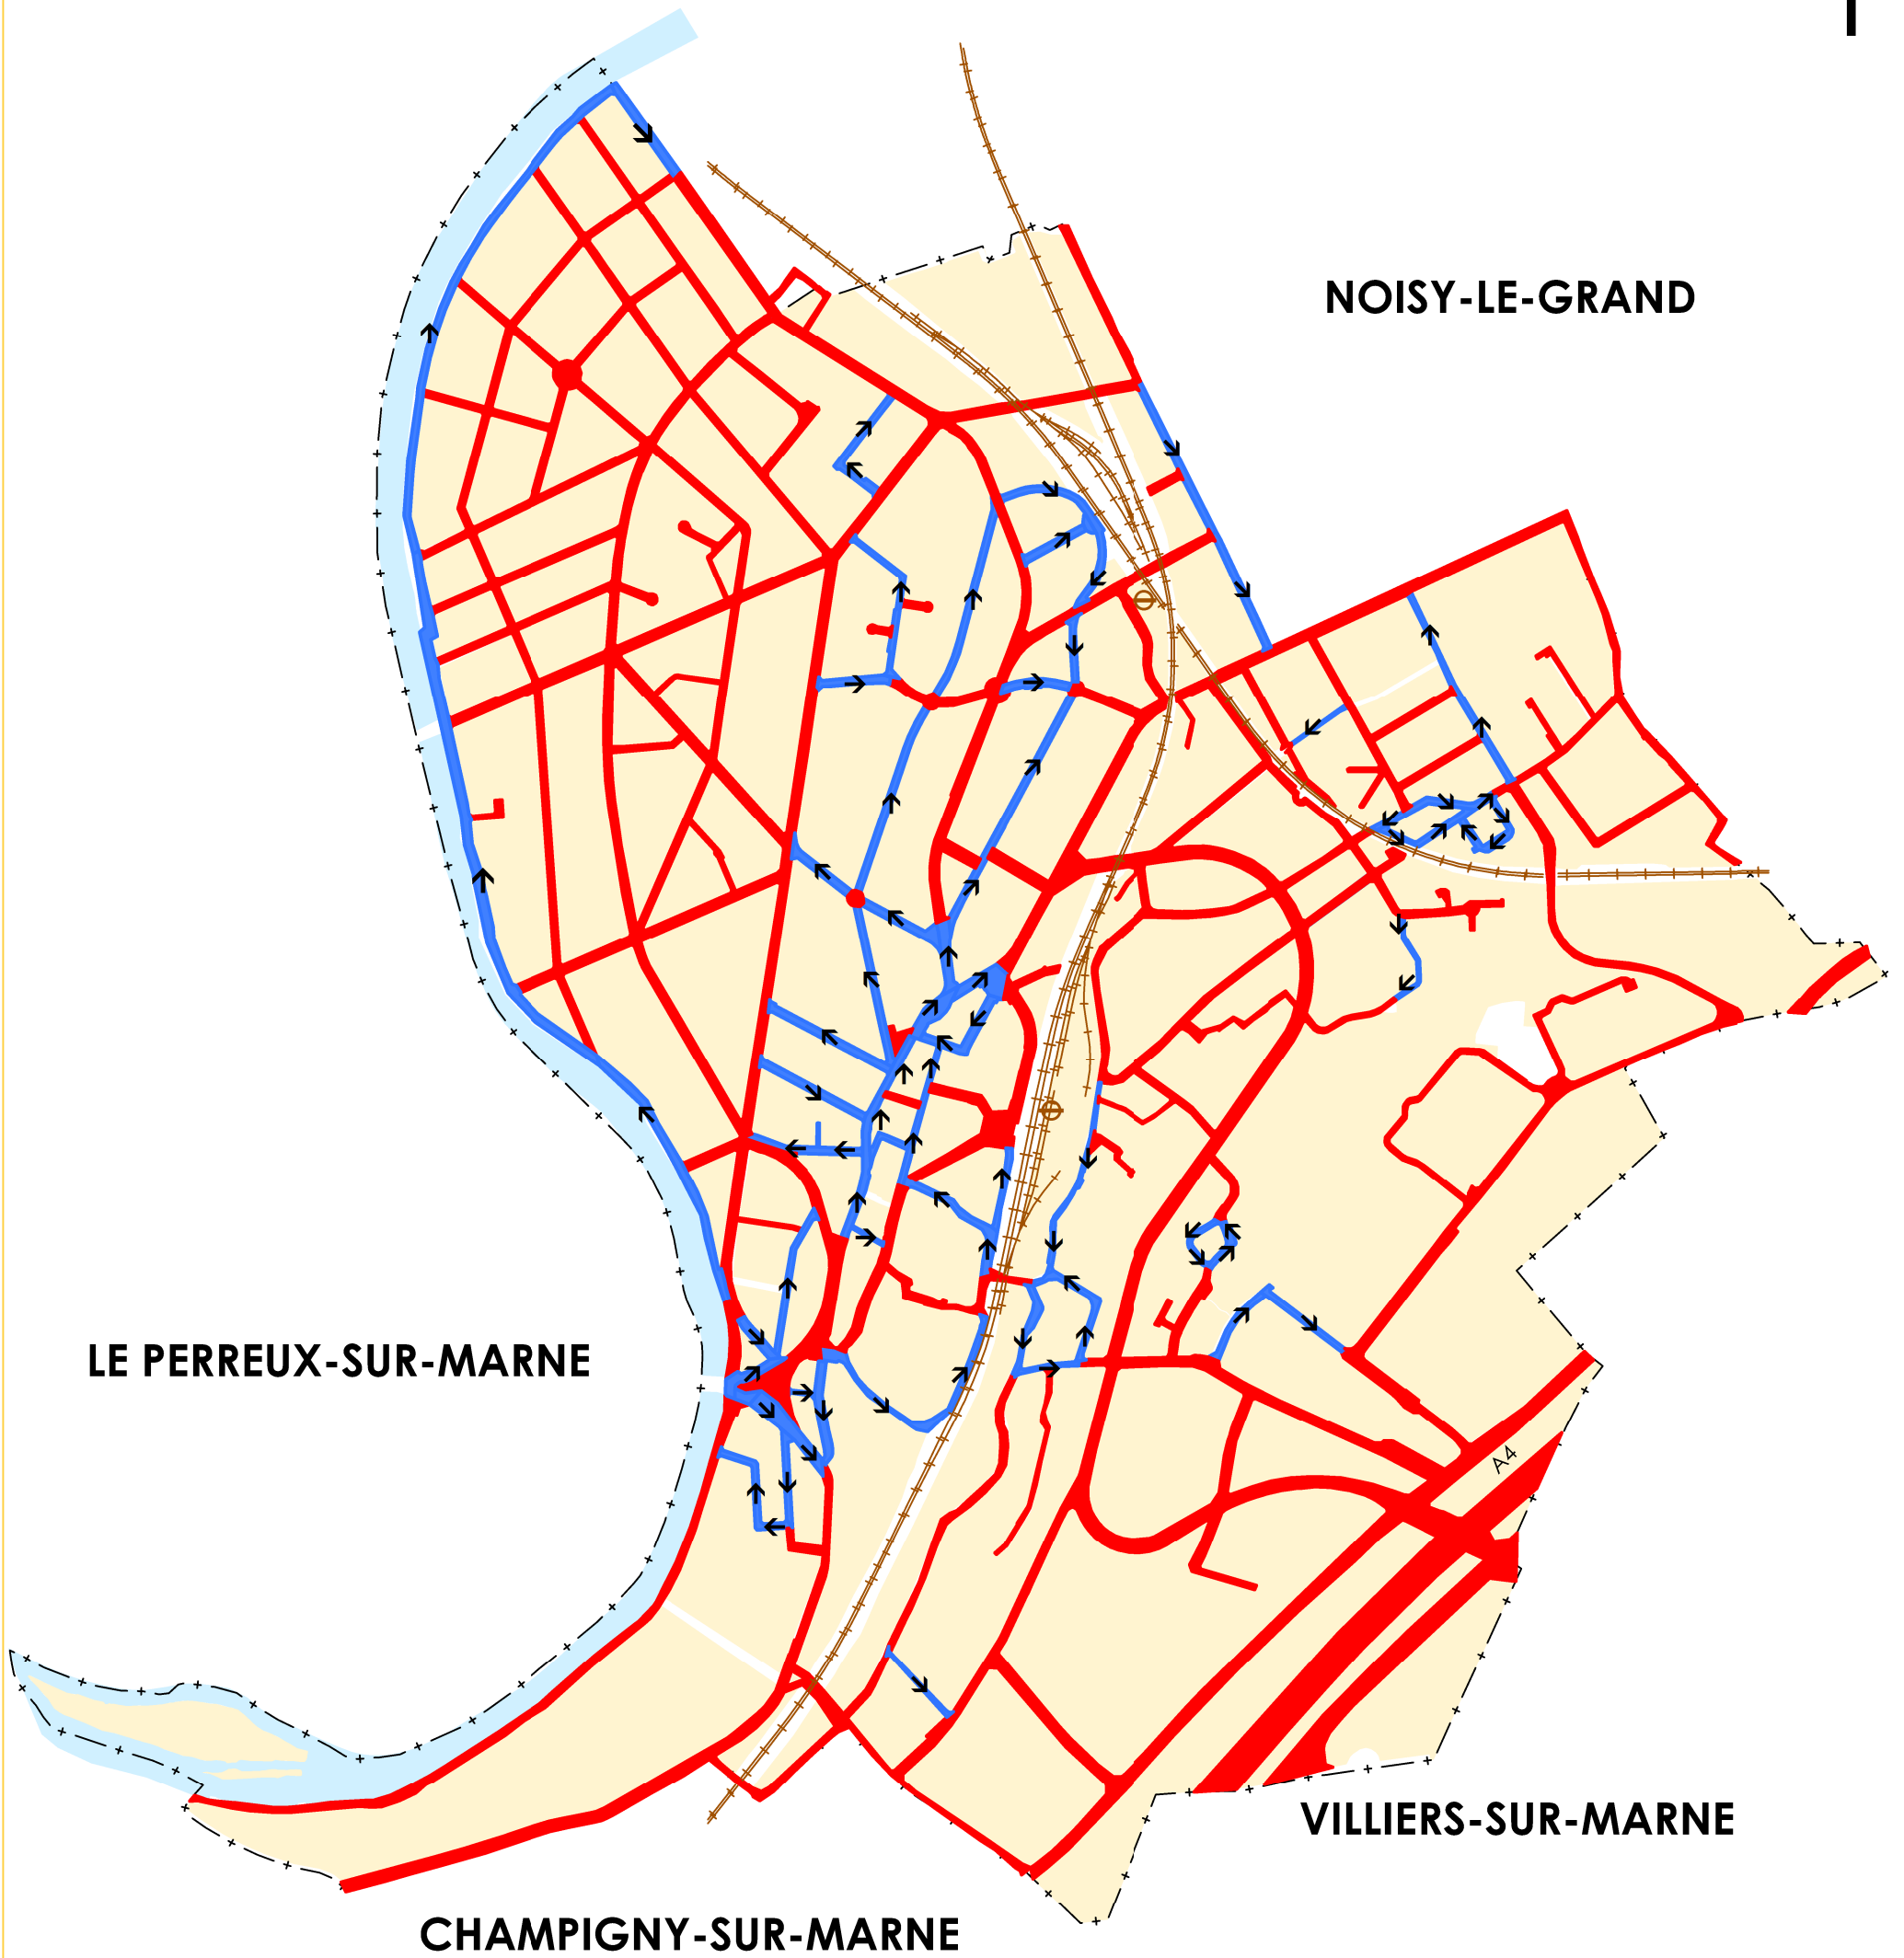 NOISY-LE-GRAND
LE PERREUX-SUR-MARNE
A4
VILLIERS-SUR-MARNE
CHAMPIGNY-SUR-MARNE